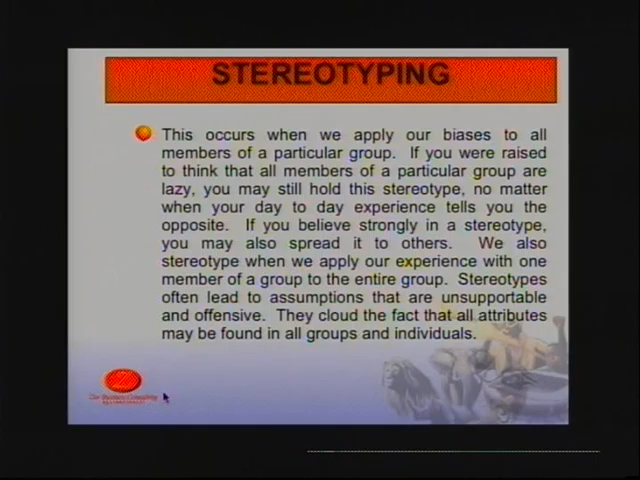 STEREOTYPING
This occurs when we apply our biases to all
members of a particular group. If you were raised
to think that all members of a particular group are
lazy, you may still hold this stereotype, no matter
when your day to day experience tells you the
opposite. If you believe strongly in a stereotype,
you may also spread it to others. We also
stereotype when we apply our experience with one
member of a group to the entire group. Stereotypes
often lead to assumptions that are unsupportable
and offensive. They cloud the fact that all attributes
may be found in all groups and individuals.